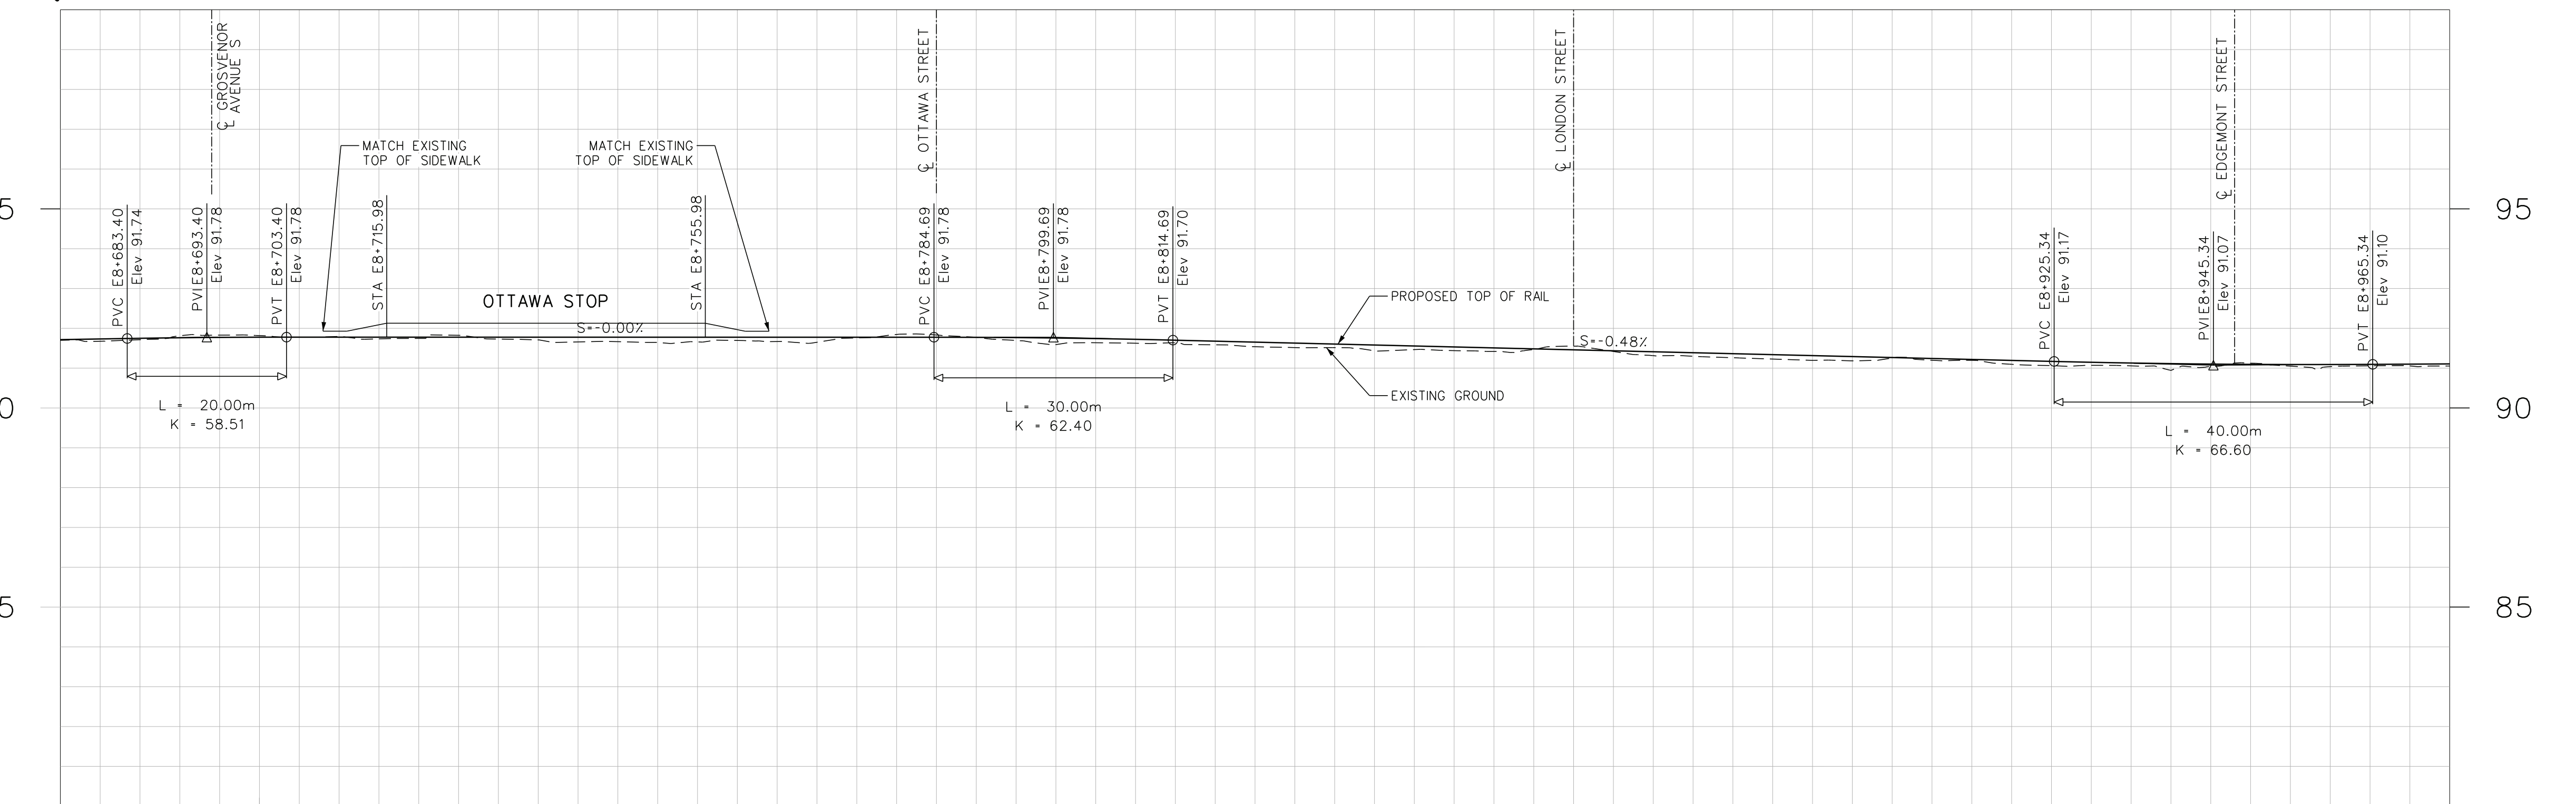 ℄ GROSVENOR
AVENUE S
℄ OTTAWA STREET
℄ LONDON STREET
℄ EDGEMONT STREET
MATCH EXISTING
TOP OF SIDEWALK
MATCH EXISTING
TOP OF SIDEWALK
5
95
PVC E8+683.40
Elev 91.74
PVI E8+693.40
Elev 91.78
PVT E8+703.40
Elev 91.78
STA E8+715.98
STA E8+755.98
PVC E8+784.69
Elev 91.78
PVI E8+799.69
Elev 91.78
PVT E8+814.69
Elev 91.70
PVC E8+925.34
Elev 91.17
PVI E8+945.34
Elev 91.07
PVT E8+965.34
Elev 91.10
OTTAWA STOP
S=-0.00%
PROPOSED TOP OF RAIL
S=-0.48%
EXISTING GROUND
L = 20.00m
K = 58.51
L = 30.00m
K = 62.40
L = 40.00m
K = 66.60
0
90
5
85